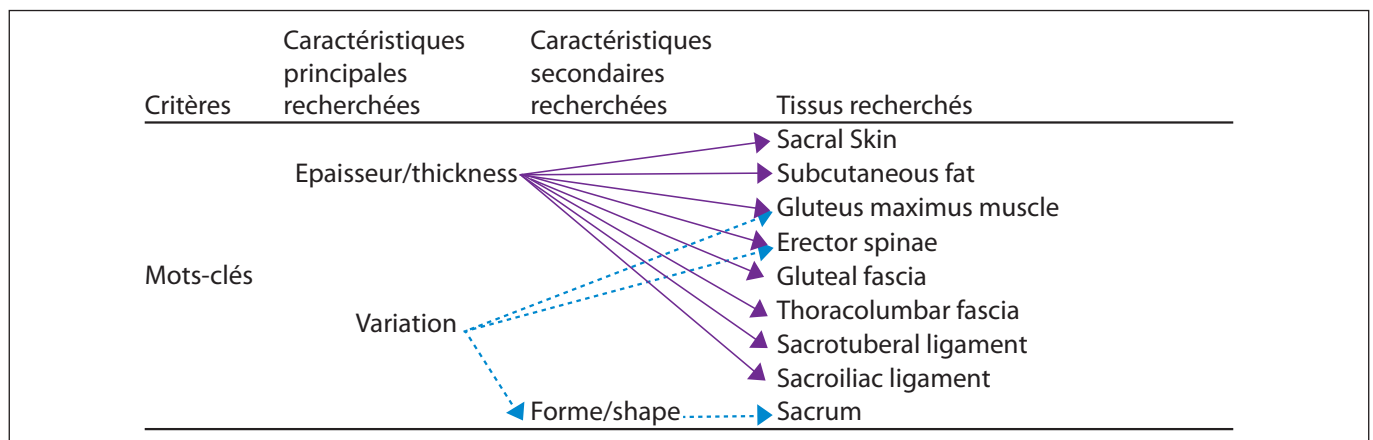 Critères
Caractéristiques
principales
recherchées
Caractéristiques
secondaires
recherchées
Tissus recherchés
Mots-clés
Epaisseur/thickness
Variation
Forme/shape
Sacral Skin
Subcutaneous fat
Gluteus maximus muscle
Erector spinae
Gluteal fascia
Thoracolumbar fascia
Sacrotuberal ligament
Sacroiliac ligament
Sacrum